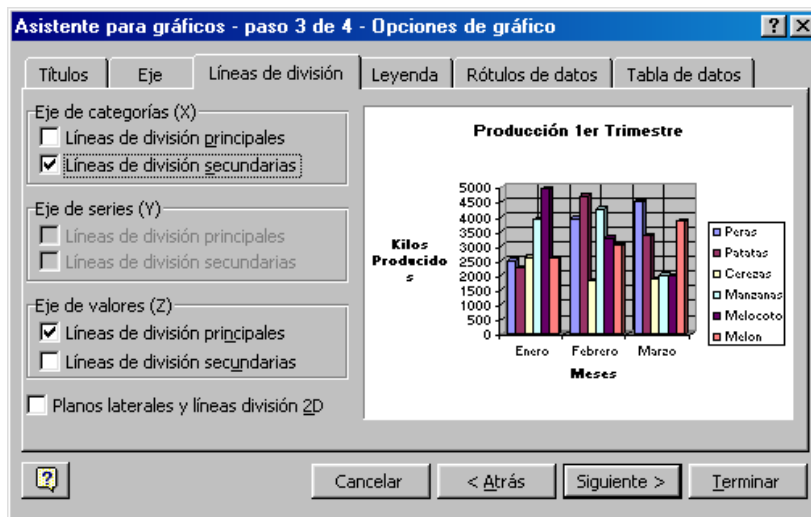 Asistente para gráficos - paso 3 de 4 - Opciones de gráfico
Títulos
Eje
Líneas de división
Leyenda
Rótulos de datos
Tabla de datos
Eje de categorías (X)
Líneas de división principales
Líneas de división secundarias
Eje de series (Y)
Líneas de división principales
Líneas de división secundarias
Eje de valores (Z)
Líneas de división principales
Líneas de división secundarias
Planos laterales y líneas división 2D
Producción 1er Trimestre
Kilos
Producido
s
5000
4500
4000
3500
3000
2500
2000
1500
1000
500
0
Enero
Febrero
Marzo
Meses
Peras
Patatas
Cerezas
Manzanas
Melocoto
Melon
?
Cancelar
< Atrás
Siguiente >
Terminar